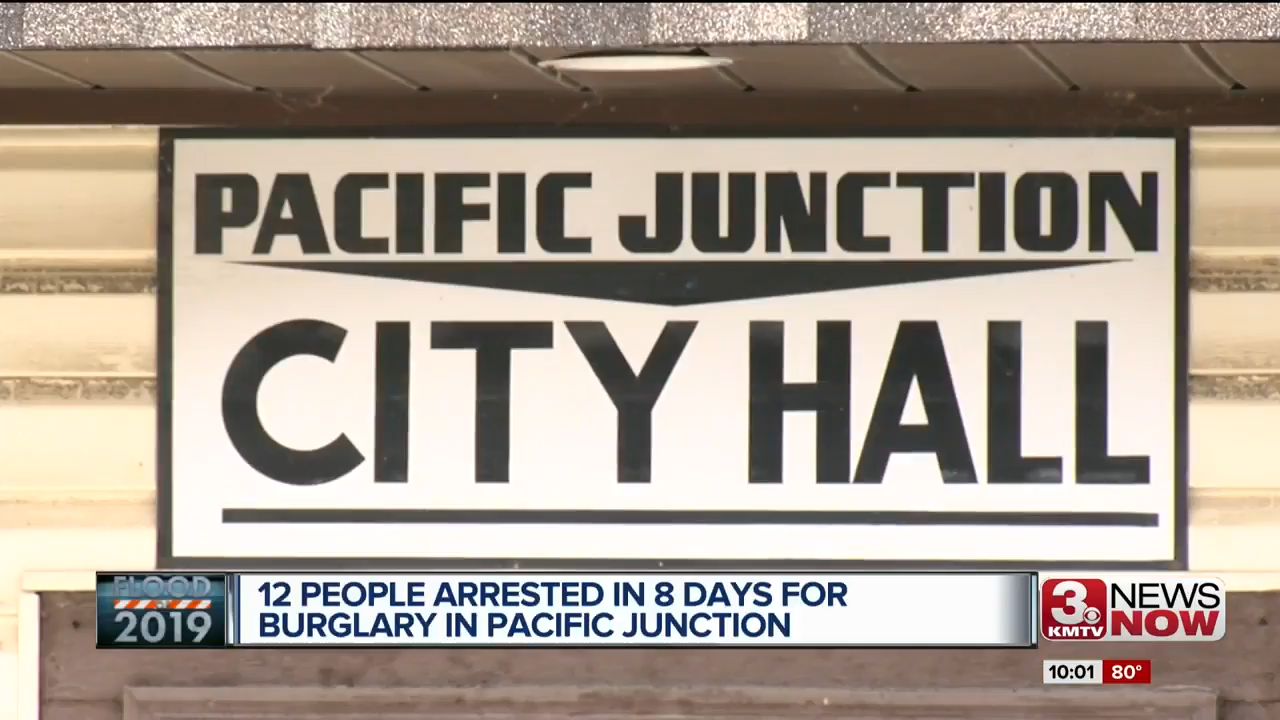 PACIFIC JUNCTION
CITY HALL
FLOOD
2019
12 PEOPLE ARRESTED IN 8 DAYS FOR
BURGLARY IN PACIFIC JUNCTION
3
KMTV
NEWS
NOW
10:01 80°